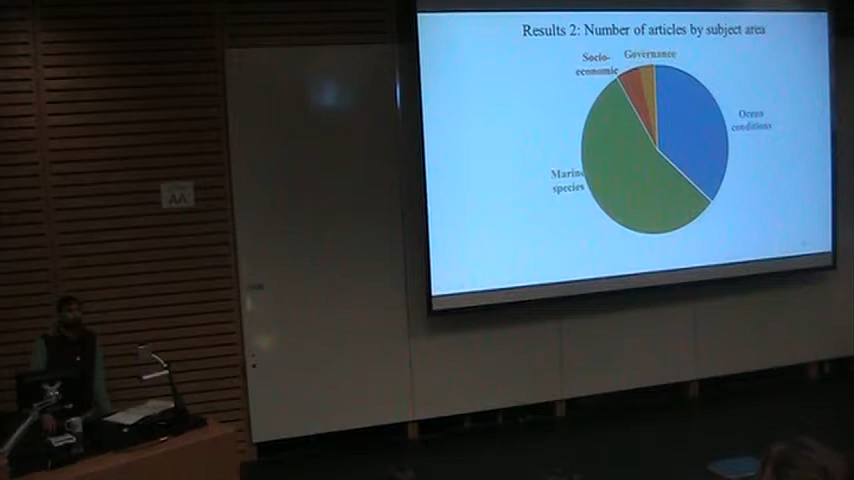 Results 2: Number of articles by subject area
Socio-
economic
Governance
Ocean
conditions
Marine
species
AA